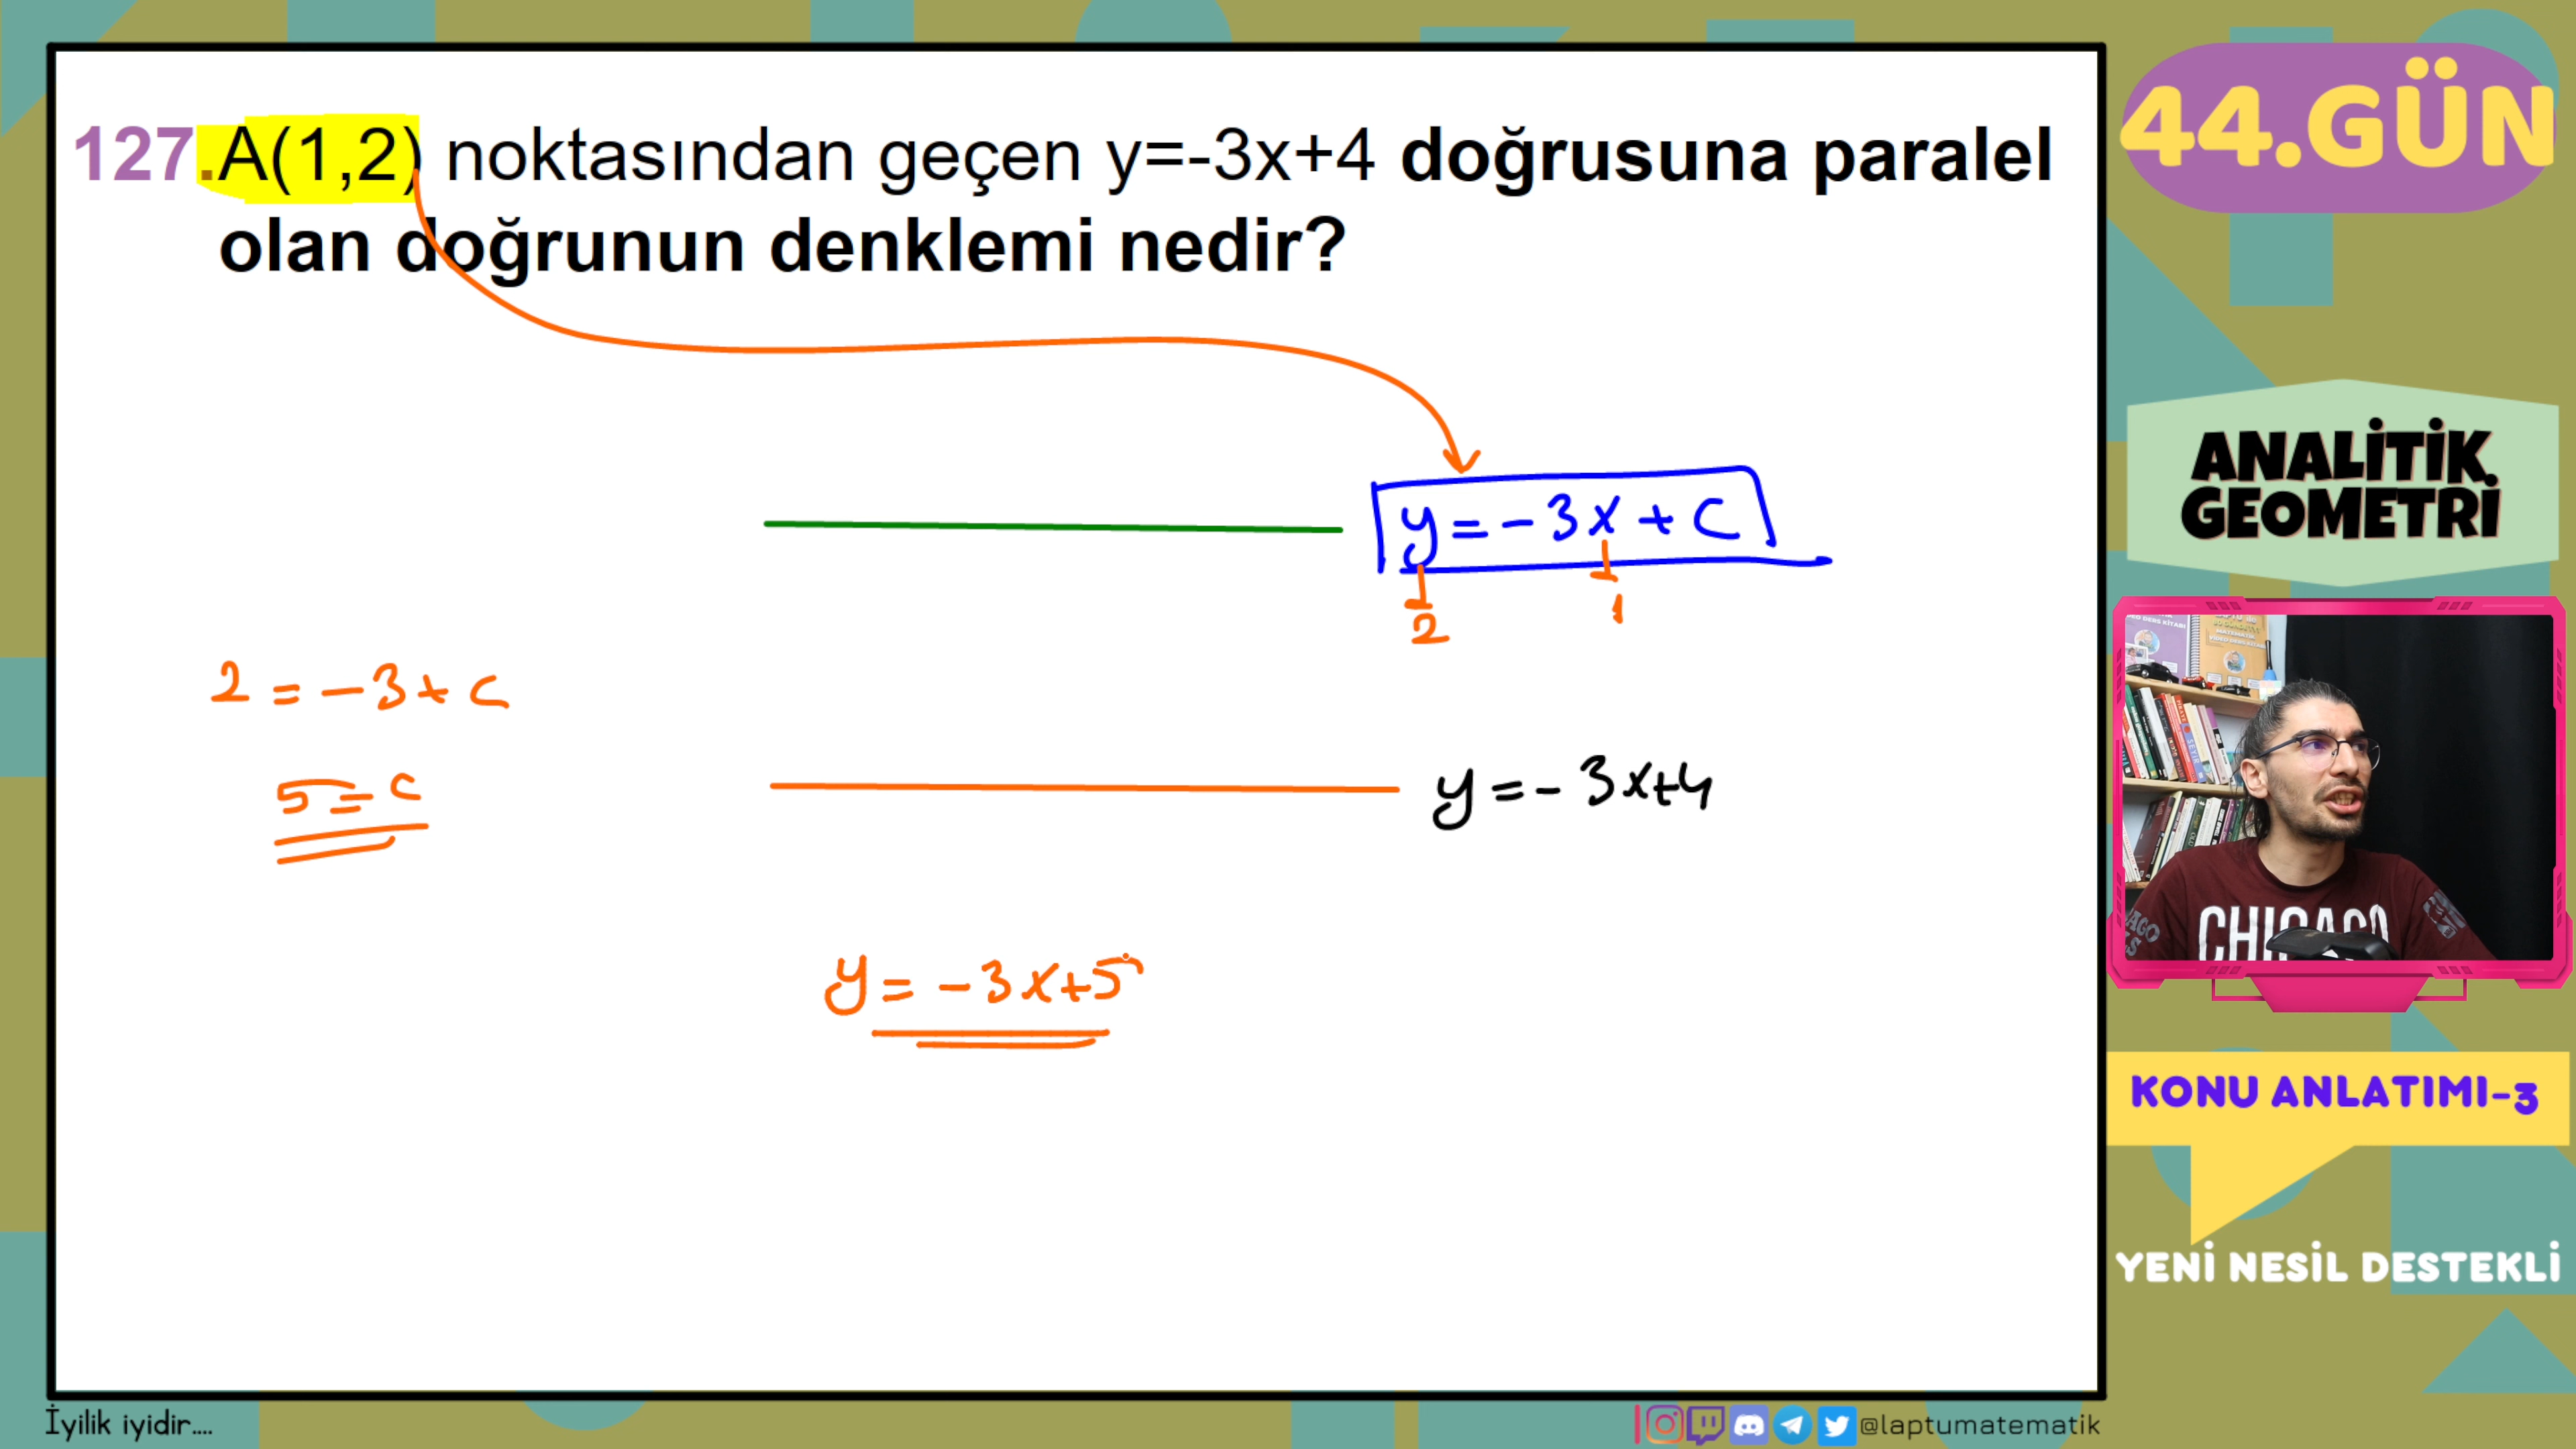 127.A(1,2) noktasından geçen y=-3x+4 doğrusuna paralel
olan doğrunun denklemi nedir?
y = -3x + c
2
1
2 = -3 + c
5 = c
y = -3x+4
y = -3x+5
44.GÜN
ANALİTİK
GEOMETRİ
CHICAGO
KONU ANLATIMI-3
YENİ NESİL DESTEKLİ
İyilik iyidir....
@laptumatematik